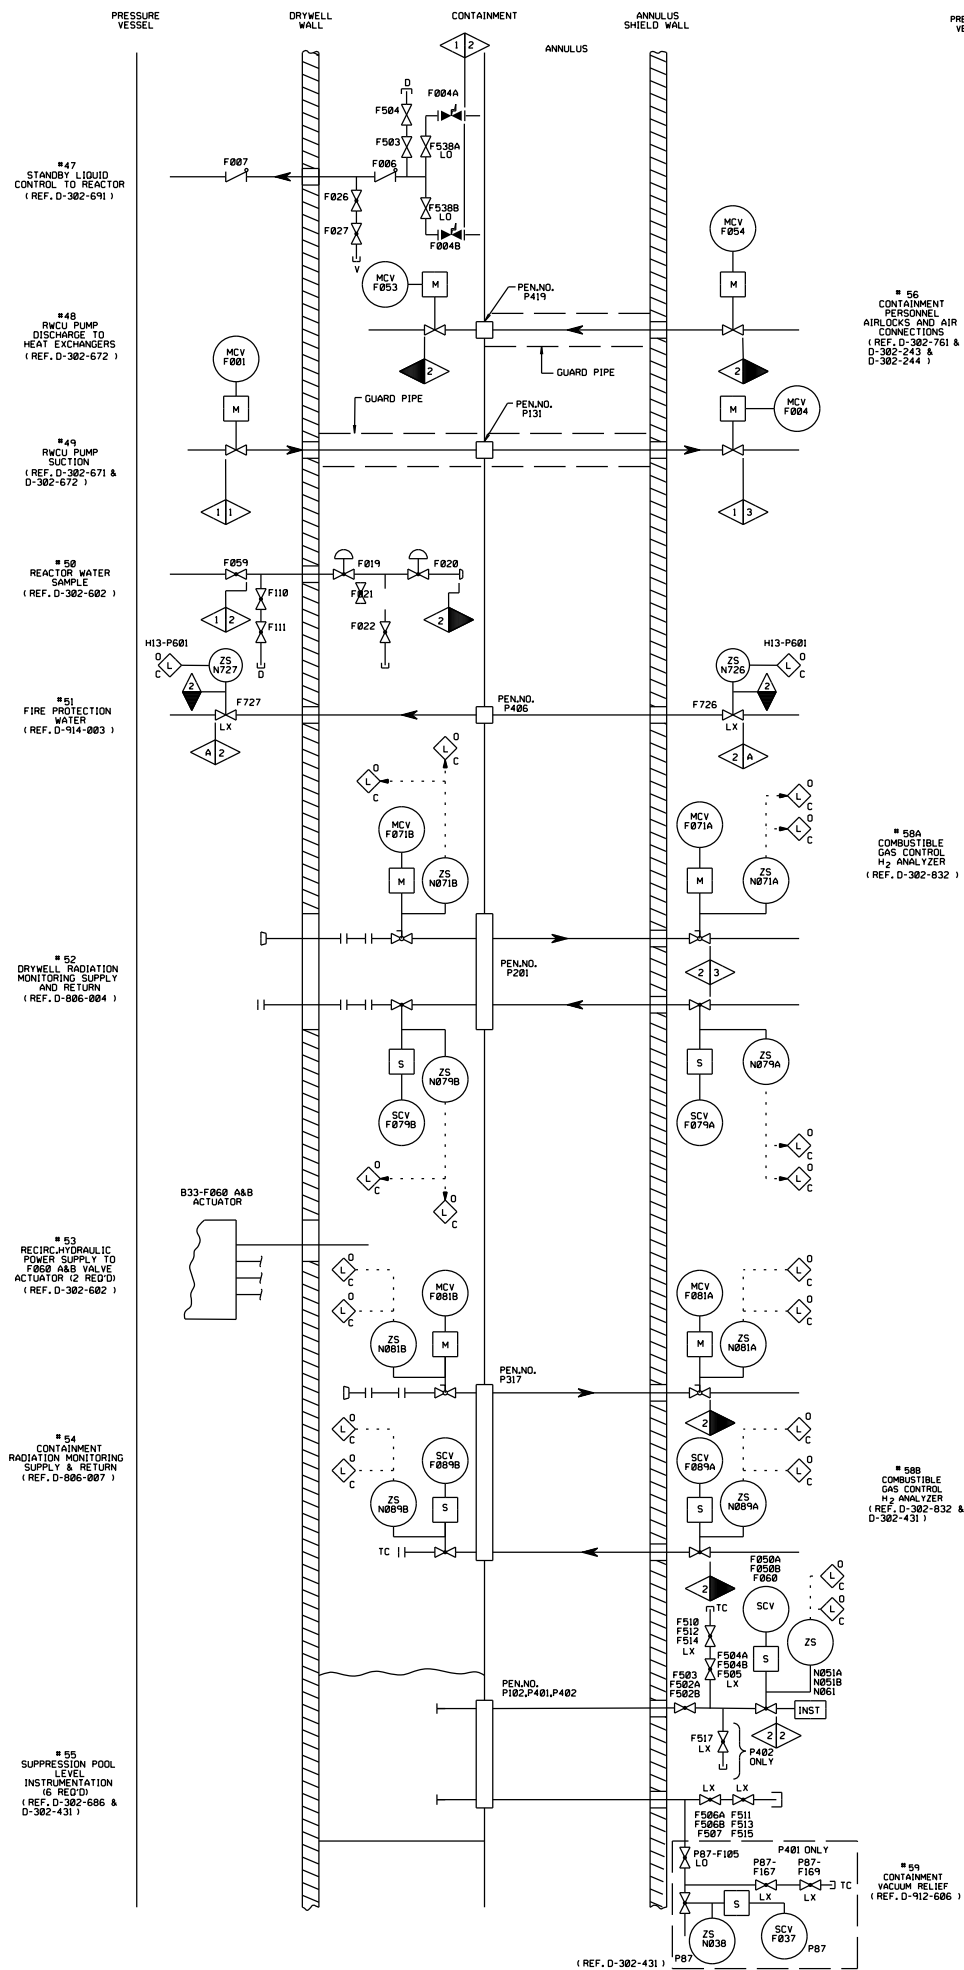 PRESSURE
VESSEL
DRYWELL
WALL
CONTAINMENT
ANNULUS
SHIELD WALL
ANNULUS
PRE
VE
1 2
#47
STANDBY LIQUID
CONTROL TO REACTOR
(REF. D-302-691)
F007
F006
D
F504
F503
F004A
F538A
LO
F538B
LO
F004B
F026
F027
V
#48
RWCU PUMP
DISCHARGE TO
HEAT EXCHANGERS
(REF. D-302-672)
MCV
F053
M
2
PEN.NO.
P419
GUARD PIPE
MCV
F054
M
2
#56
CONTAINMENT
PERSONNEL
AIRLOCKS AND AIR
CONNECTIONS
(REF. D-302-761 &
D-302-243 &
D-302-244)
#49
RWCU PUMP
SUCTION
(REF. D-302-671 &
D-302-672)
MCV
F001
M
1 1
GUARD PIPE
PEN.NO.
P131
M
MCV
F004
1 3
#50
REACTOR WATER
SAMPLE
(REF. D-302-602)
F059
1 2
F110
F111
D
F019
F021
F022
F020
2
#51
FIRE PROTECTION
WATER
(REF. D-914-003)
H13-P601
O
L
C
ZS
N727
2
F727
LX
A 2
PEN.NO.
P406
H13-P601
ZS
N726
L
O
C
2
F726
LX
2 A
#52
DRYWELL RADIATION
MONITORING SUPPLY
AND RETURN
(REF. D-806-004)
L
O
C
L
O
C
MCV
F071B
M
ZS
N071B
PEN.NO.
P201
MCV
F071A
M
ZS
N071A
L
O
C
L
O
C
2 3
#58A
COMBUSTIBLE
GAS CONTROL
H2 ANALYZER
(REF. D-302-832)
S
ZS
N079B
SCV
F079B
L
O
C
L
O
C
S
ZS
N079A
SCV
F079A
L
O
C
L
O
C
#53
RECIRC.HYDRAULIC
POWER SUPPLY TO
F060 A&B VALVE
ACTUATOR (2 REQ'D)
(REF. D-302-602)
B33-F060 A&B
ACTUATOR
L
O
C
L
O
C
MCV
F081B
M
ZS
N081B
PEN.NO.
P317
MCV
F081A
M
ZS
N081A
L
O
C
L
O
C
2
#54
CONTAINMENT
RADIATION MONITORING
SUPPLY & RETURN
(REF. D-806-007)
L
O
C
L
O
C
SCV
F089B
S
ZS
N089B
TC
SCV
F089A
S
ZS
N089A
L
O
C
L
O
C
2
#58B
COMBUSTIBLE
GAS CONTROL
H2 ANALYZER
(REF. D-302-832 &
D-302-431)
#55
SUPPRESSION POOL
LEVEL
INSTRUMENTATION
(6 REQ'D)
(REF. D-302-686 &
D-302-431)
PEN.NO.
P102,P401,P402
F050A
F050B
F060
SCV
S
ZS
L
O
C
L
O
C
N051A
N051B
N061
TC
F510
F512
F514
LX
F504A
F504B
F505
LX
F503
F502A
F502B
INST
2 2
F517
LX
P402
ONLY
LX LX
F506A F511
F506B F513
F507 F515
P401 ONLY
P87-F105
LO
P87-
F167
LX
P87-
F169
LX
TC
S
ZS
N038
P87
SCV
F037
P87
(REF. D-302-431)
#59
CONTAINMENT
VACUUM RELIEF
(REF. D-912-606)